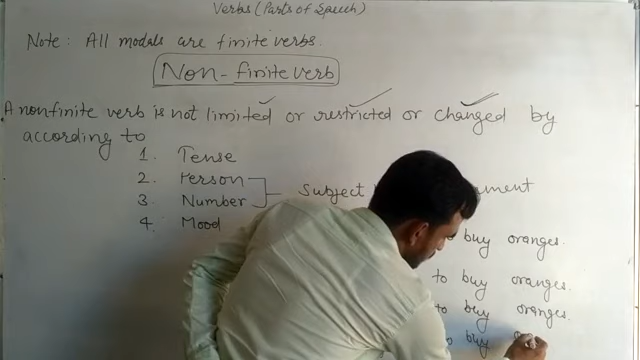 Verbs (Parts of Speech)
Note: All modals are finite verbs.
Non-finite verb
A nonfinite verb is not limited or restricted or changed by
according to
1. Tense
2. Person
3. Number
Subject
4. Mood
buy oranges.
to buy oranges.
to buy oranges.
buy